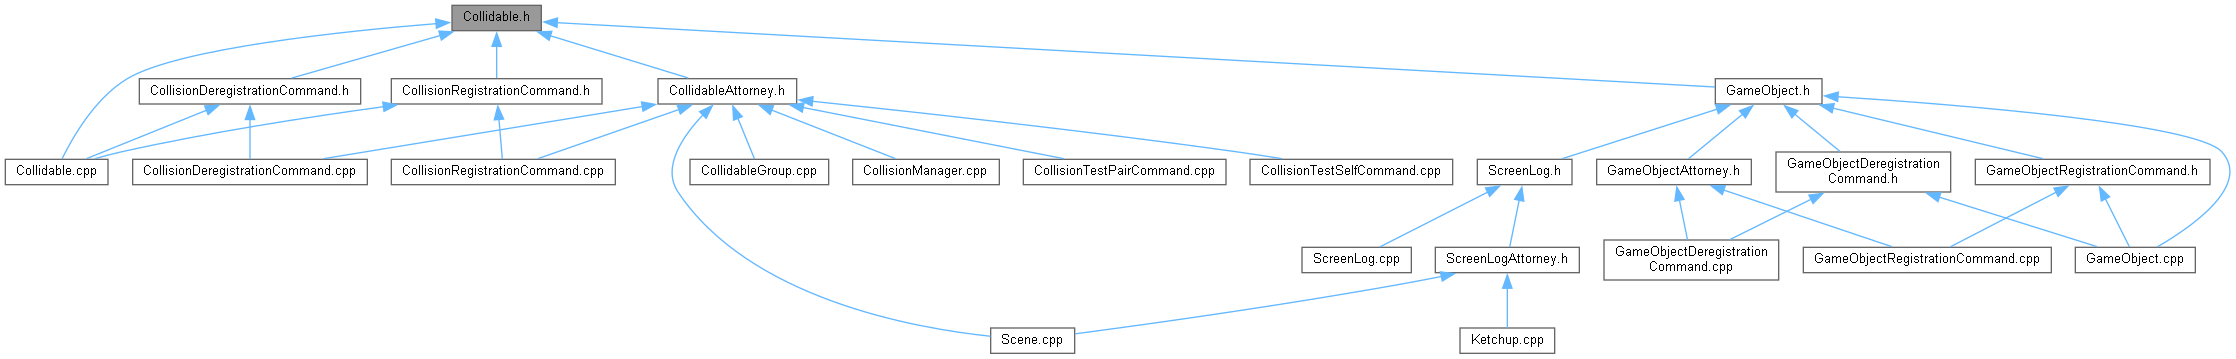 Collidable.h
CollisionDeregistrationCommand.h
CollisionRegistrationCommand.h
CollidableAttorney.h
GameObject.h
Collidable.cpp
CollisionDeregistrationCommand.cpp
CollisionRegistrationCommand.cpp
CollidableGroup.cpp
CollisionManager.cpp
CollisionTestPairCommand.cpp
CollisionTestSelfCommand.cpp
ScreenLog.h
GameObjectAttorney.h
GameObjectDeregistration
Command.h
GameObjectRegistrationCommand.h
ScreenLog.cpp
ScreenLogAttorney.h
GameObjectDeregistration
Command.cpp
GameObjectRegistrationCommand.cpp
GameObject.cpp
Scene.cpp
Ketchup.cpp